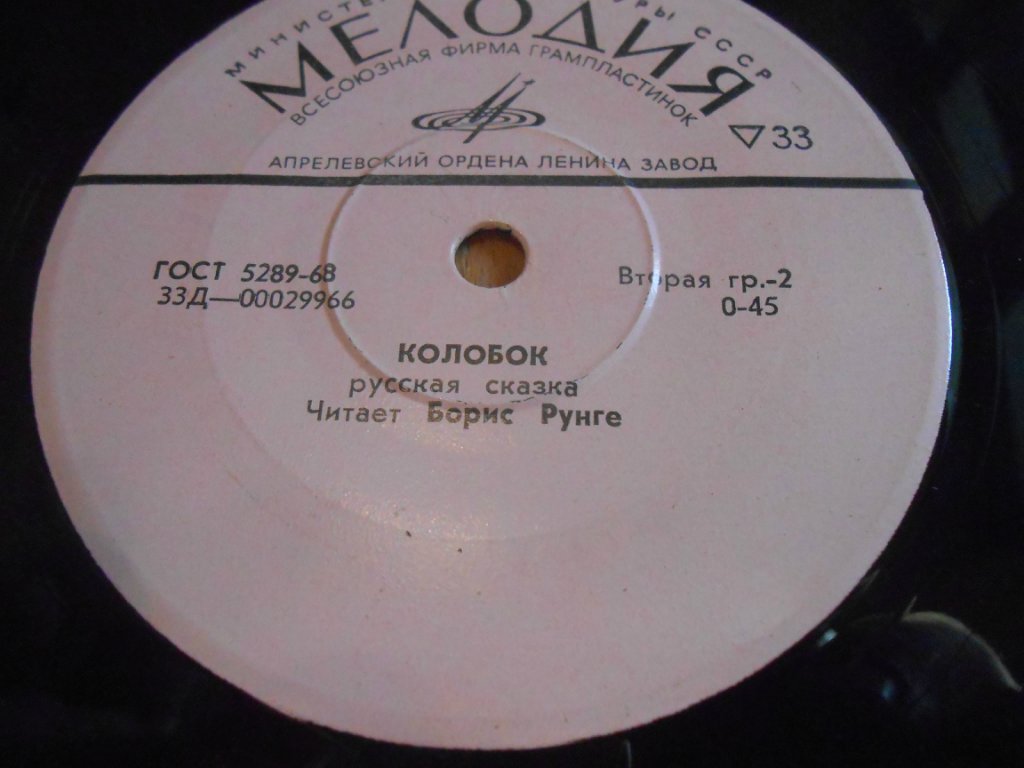 СССР
МЕЛОДИЯ
ВСЕСОЮЗНАЯ ФИРМА ГРАМПЛАСТИНОК
33
АПРЕЛЕВСКИЙ ОРДЕНА ЛЕНИНА ЗАВОД
ГОСТ 5289-68
33Д—00029966
Вторая гр.-2
0-45
КОЛОБОК
русская сказка
Читает Борис Рунге